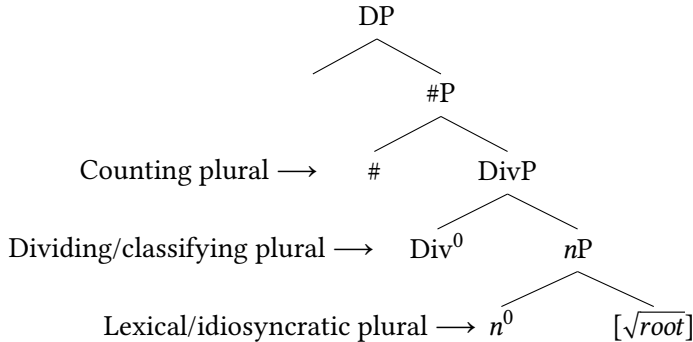 DP
#P
Counting plural ⟶ # DivP
Dividing/classifying plural ⟶ Div⁰ nP
Lexical/idiosyncratic plural ⟶ n⁰ [√root]